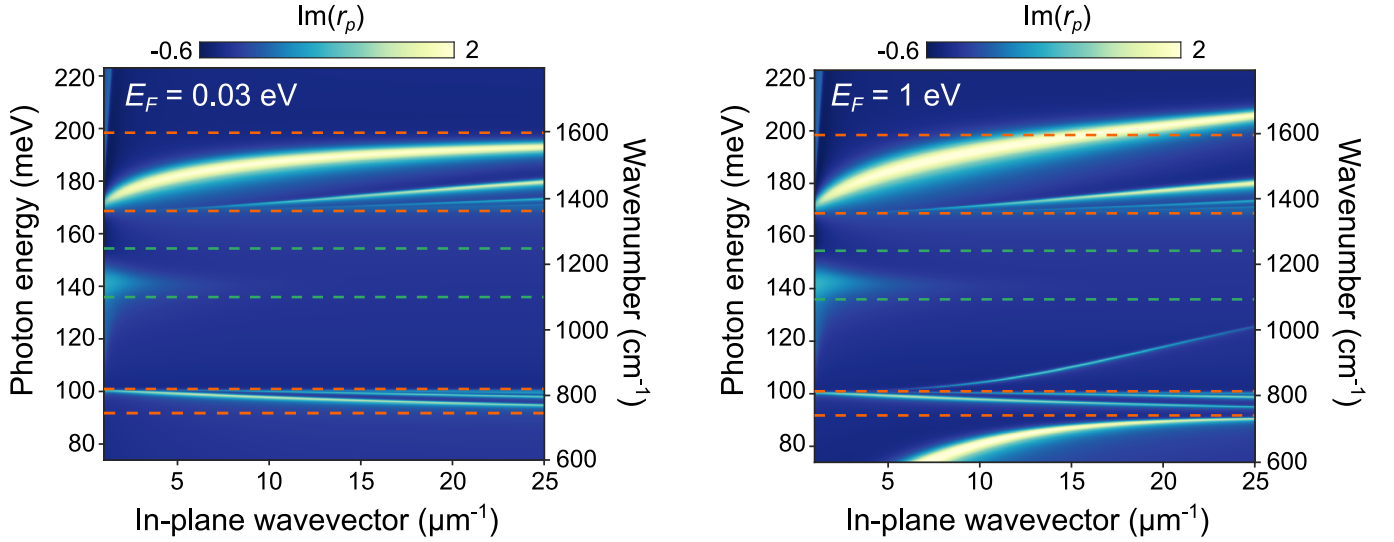 Im(r_p)
-0.6 2
E_F = 0.03 eV
Photon energy (meV)
220
200
180
160
140
120
100
80
5 10 15 20 25
In-plane wavevector (µm⁻¹)
1600
1400
1200
1000
800
600
Wavenumber (cm⁻¹)
Im(r_p)
-0.6 2
E_F = 1 eV
Photon energy (meV)
220
200
180
160
140
120
100
80
5 10 15 20 25
In-plane wavevector (µm⁻¹)
1600
1400
1200
1000
800
600
Wavenumber (cm⁻¹)